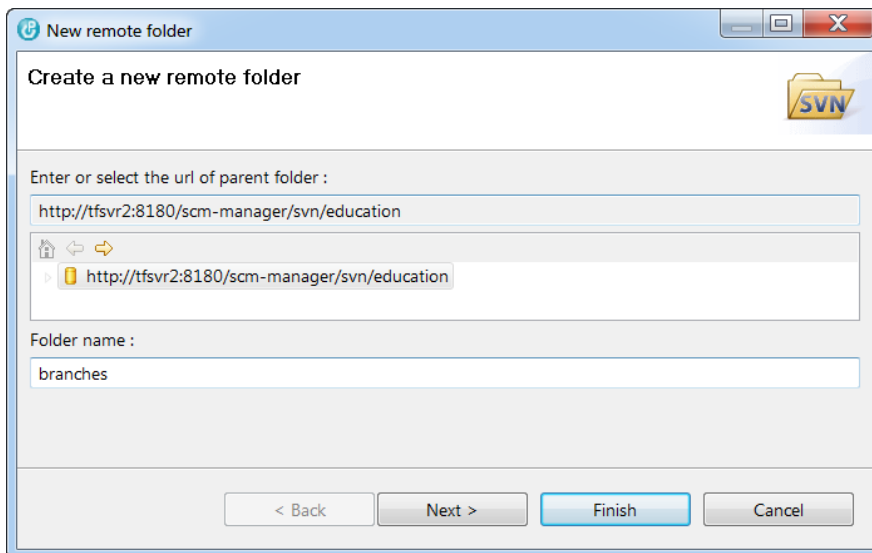 New remote folder
Create a new remote folder
SVN
Enter or select the url of parent folder :
http://tfsvr2:8180/scm-manager/svn/education
http://tfsvr2:8180/scm-manager/svn/education
Folder name :
branches
< Back
Next >
Finish
Cancel